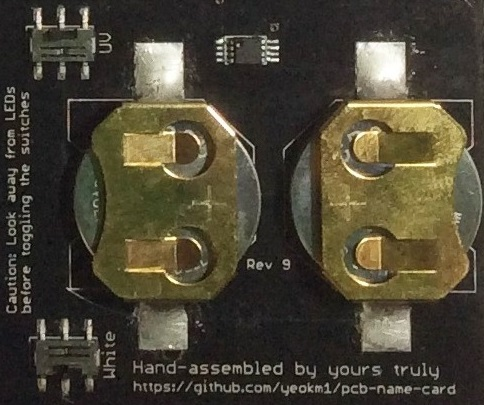 UV
Caution: Look away from LEDs
before toggling the switches
Rev 9
White
Hand-assembled by yours truly
https://github.com/yeokm1/pcb-name-card